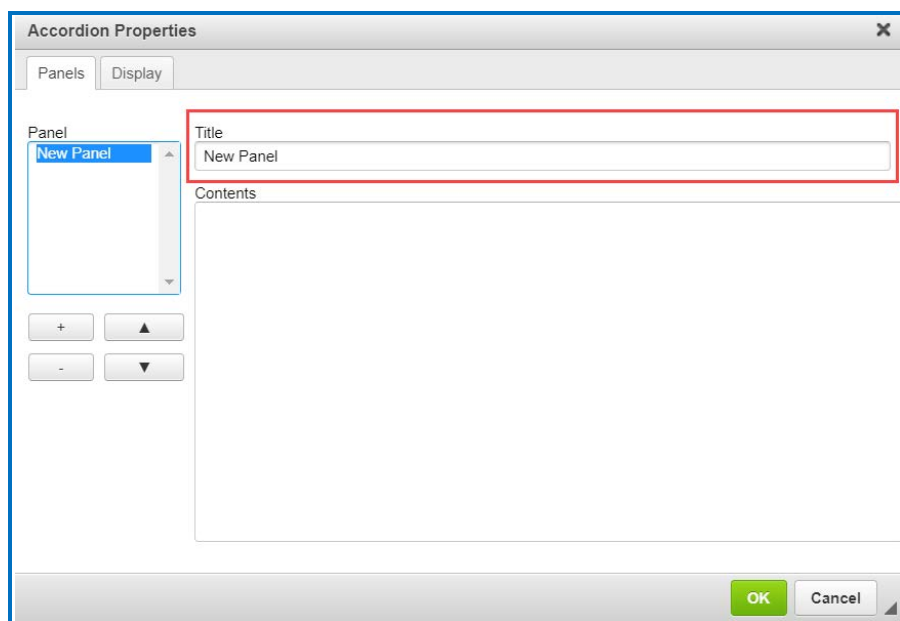 Accordion Properties
Panels Display
Panel
New Panel
Title
New Panel
Contents
+ ▲
- ▼
OK Cancel